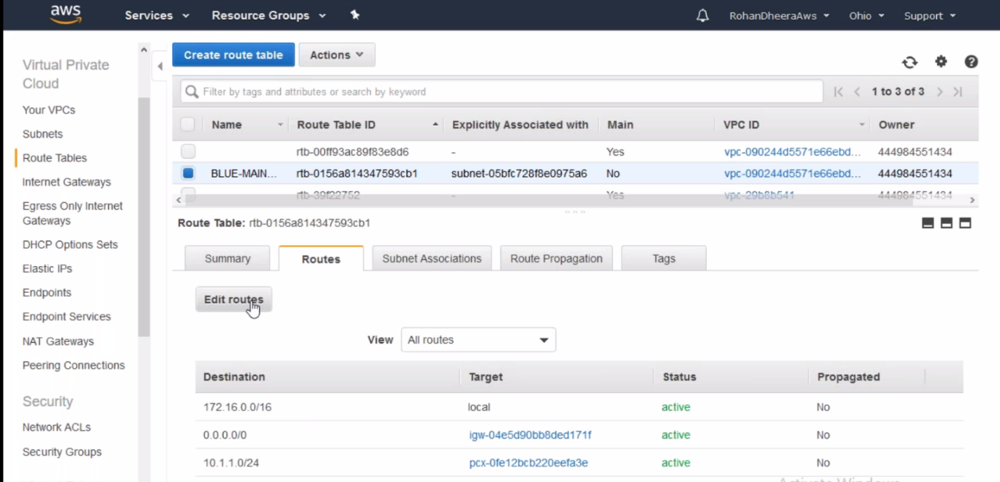 aws Services Resource Groups RohanDheeraAws Ohio Support
Virtual Private
Cloud
Your VPCs
Subnets
Route Tables
Internet Gateways
Egress Only Internet
Gateways
DHCP Options Sets
Elastic IPs
Endpoints
Endpoint Services
NAT Gateways
Peering Connections
Security
Network ACLs
Security Groups
Create route table Actions
Filter by tags and attributes or search by keyword 1 to 3 of 3
Name Route Table ID Explicitly Associated with Main VPC ID Owner
rtb-00ff93ac89f83e8d6 - Yes vpc-090244d5571e66ebd... 444984551434
BLUE-MAIN... rtb-0156a814347593cb1 subnet-05bfc728f8e0975a6 No vpc-090244d5571e66ebd... 444984551434
rtb-39f22752 - Yes vpc-29b8b541 444984551434
Route Table: rtb-0156a814347593cb1
Summary Routes Subnet Associations Route Propagation Tags
Edit routes
View All routes
Destination Target Status Propagated
172.16.0.0/16 local active No
0.0.0.0/0 igw-04e5d90bb8ded171f active No
10.1.1.0/24 pcx-0fe12bcb220eefa3e active No
Activate Windows